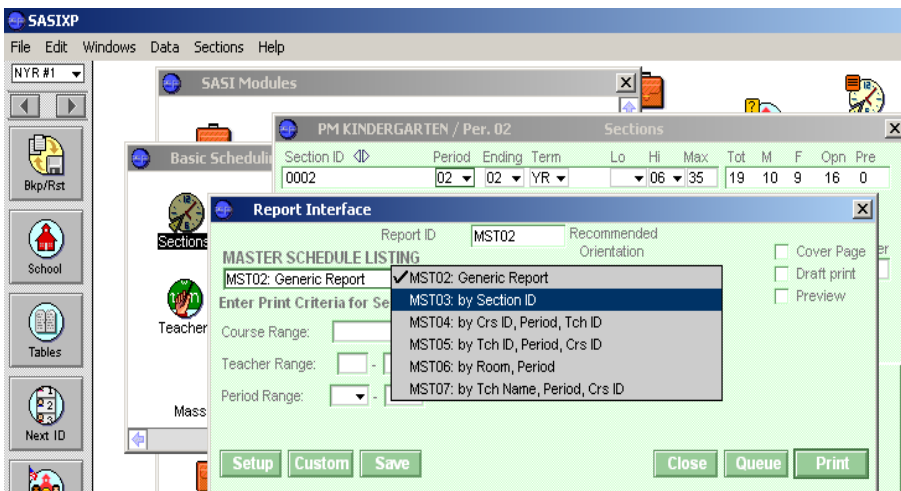 SASIXP
File Edit Windows Data Sections Help
NYR #1
SASI Modules
PM KINDERGARTEN / Per. 02 Sections
Basic Scheduli
Section ID Period Ending Term Lo Hi Max Tot M F Opn Pre
0002 02 02 YR 06 35 19 10 9 16 0
Bkp/Rst
Report Interface
Sections
Report ID MST02 Recommended
Orientation
MASTER SCHEDULE LISTING
Cover Page er
School
MST02: Generic Report
MST02: Generic Report
Draft print
Enter Print Criteria for Se
MST03: by Section ID
Preview
Teacher
Course Range:
MST04: by Crs ID, Period, Tch ID
MST05: by Tch ID, Period, Crs ID
Tables
Teacher Range: -
MST06: by Room, Period
Period Range: -
MST07: by Tch Name, Period, Crs ID
Mass
Next ID
Setup Custom Save Close Queue Print